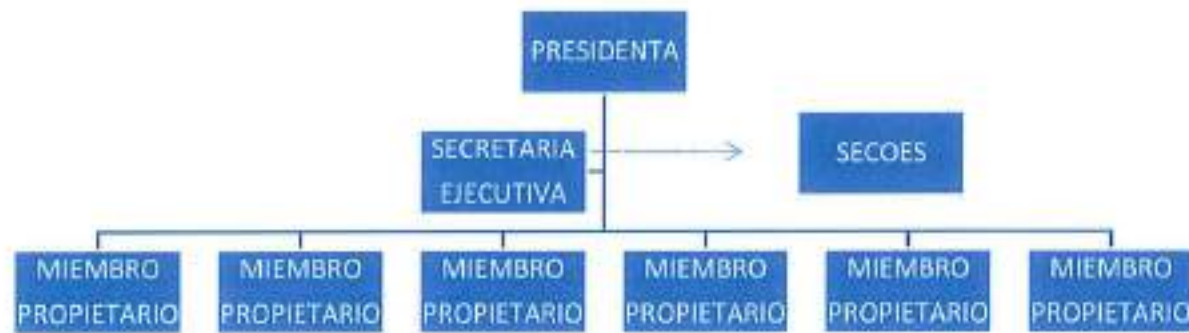 PRESIDENTA
SECRETARIA
EJECUTIVA
SECOES
MIEMBRO
PROPIETARIO
MIEMBRO
PROPIETARIO
MIEMBRO
PROPIETARIO
MIEMBRO
PROPIETARIO
MIEMBRO
PROPIETARIO
MIEMBRO
PROPIETARIO